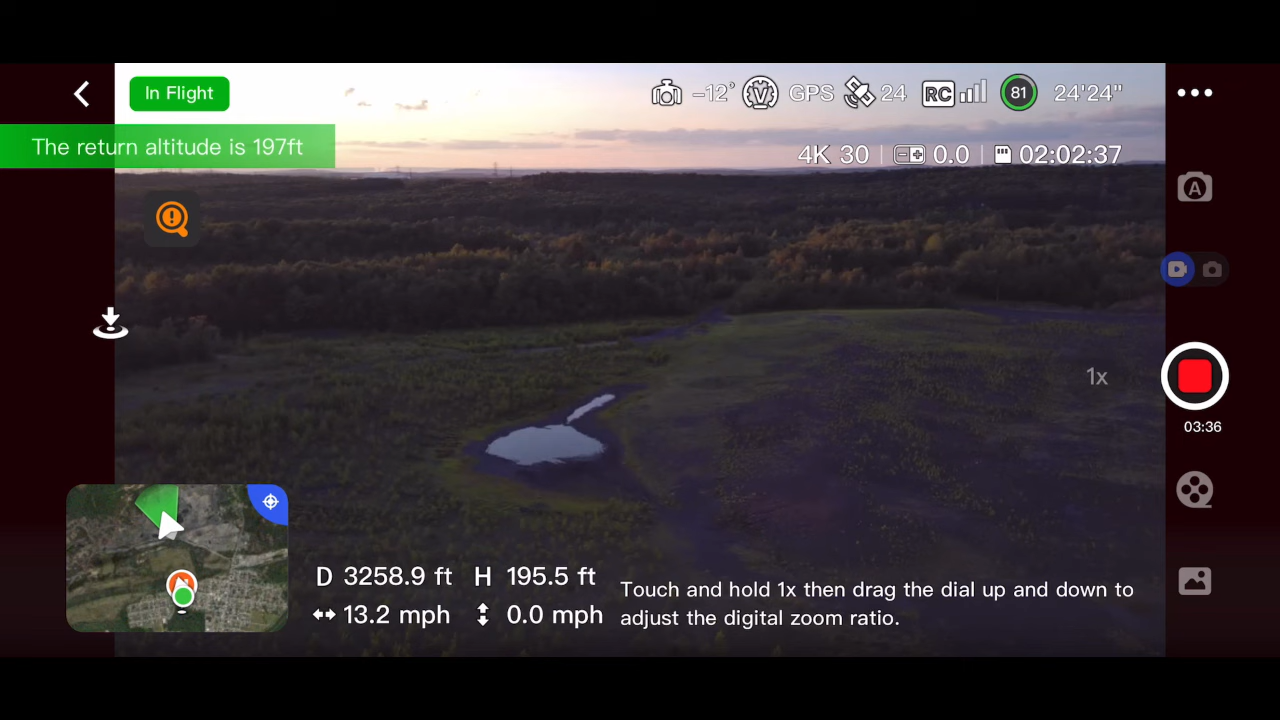 In Flight
-12° V GPS 24 RC 81 24'24"
The return altitude is 197ft
4K 30 0.0 02:02:37
A
1x
03:36
D 3258.9 ft H 195.5 ft
13.2 mph 0.0 mph
Touch and hold 1x then drag the dial up and down to
adjust the digital zoom ratio.